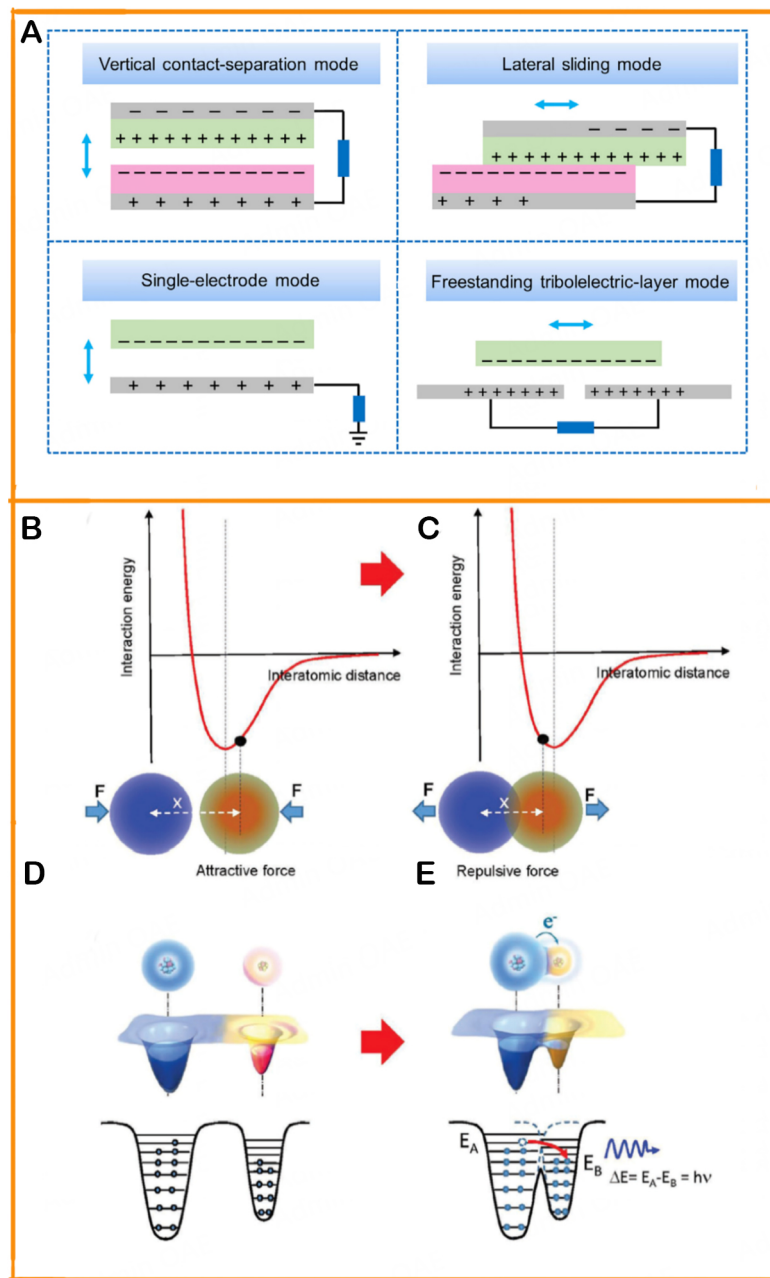 A
Vertical contact-separation mode
Lateral sliding mode
− − − − − − −
− − − −
+ + + + + + + + + + +
+ + + + + + + + + + + +
− − − − − − − − − − −
− − − − − − − − − − −
+ + + + + + +
+ + + +
Single-electrode mode
Freestanding tribolelectric-layer mode
− − − − − − − − − − − −
− − − − − − − − − − − −
+ + + + + + +
+ + + + + + +
+ + + + + + +
B
C
Interaction energy
Interatomic distance
Interaction energy
Interatomic distance
F
X
F
F
X
F
Attractive force
Repulsive force
D
E
e-
E_A
E_B
ΔE= E_A-E_B = hν